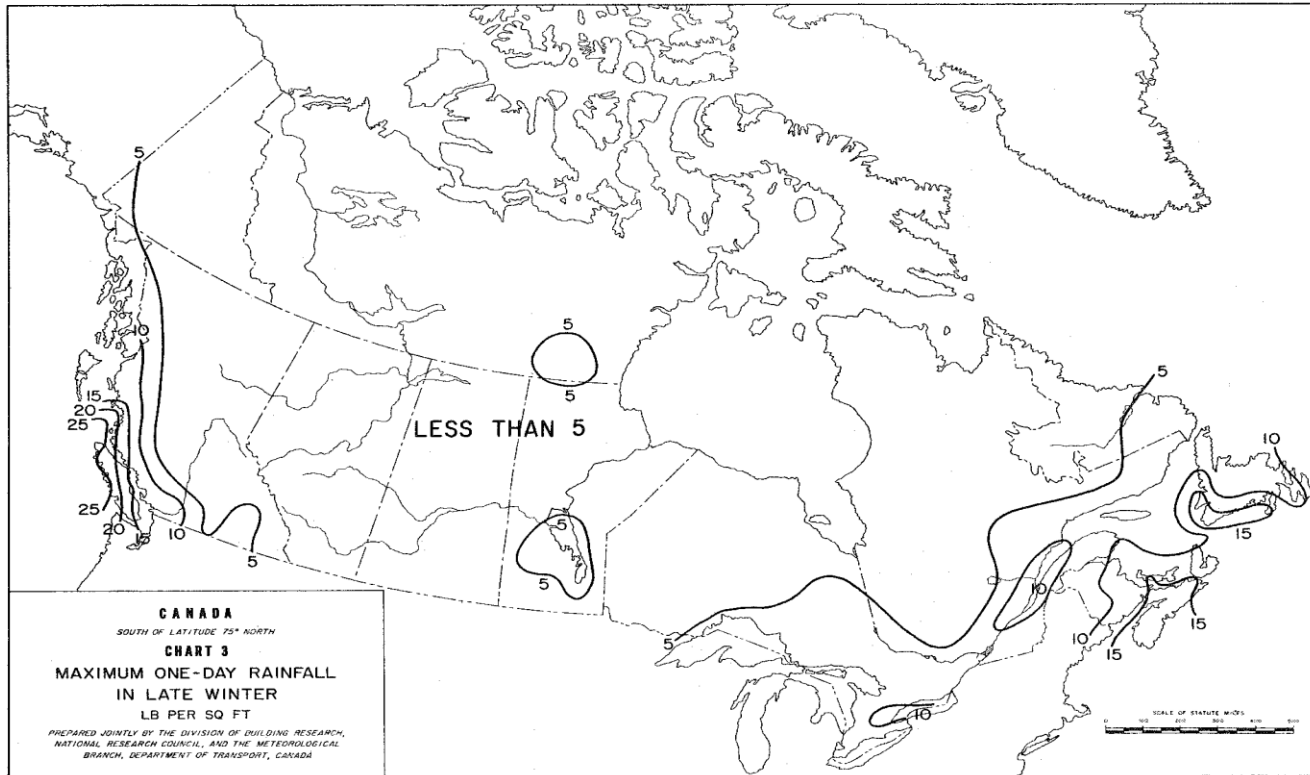 5
5
10
5
5
15
20
25
LESS THAN 5
10
25
20
15
10
5
5
5
15
10
5
10
15
15
10
CANADA
SOUTH OF LATITUDE 75° NORTH
CHART 3
MAXIMUM ONE-DAY RAINFALL
IN LATE WINTER
LB PER SQ FT
PREPARED JOINTLY BY THE DIVISION OF BUILDING RESEARCH,
NATIONAL RESEARCH COUNCIL, AND THE METEOROLOGICAL
BRANCH, DEPARTMENT OF TRANSPORT, CANADA
SCALE OF STATUTE MILES
0 100